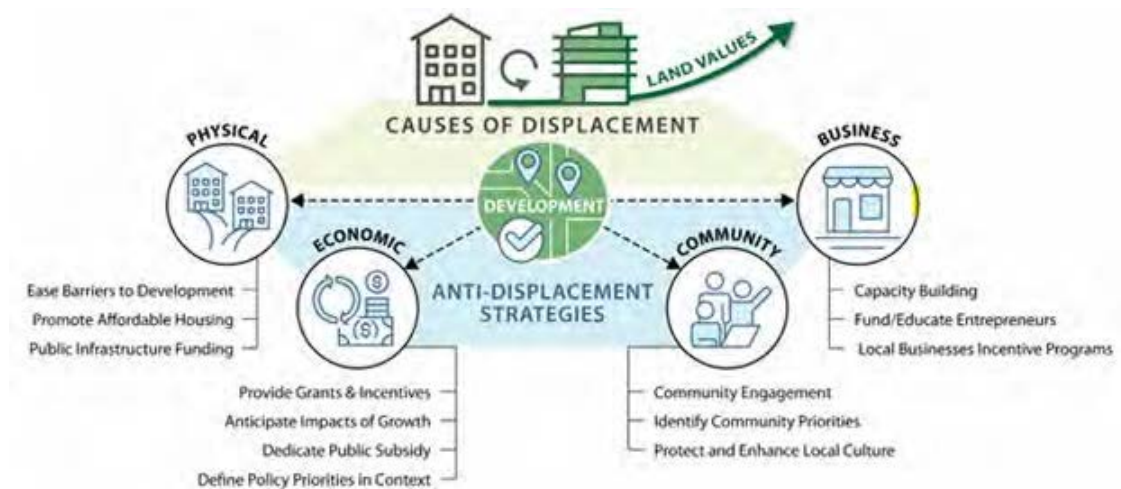 LAND VALUES
CAUSES OF DISPLACEMENT
PHYSICAL
BUSINESS
DEVELOPMENT
ECONOMIC
COMMUNITY
ANTI-DISPLACEMENT
STRATEGIES
Ease Barriers to Development
Promote Affordable Housing
Public Infrastructure Funding
Capacity Building
Fund/Educate Entrepreneurs
Local Businesses Incentive Programs
Provide Grants & Incentives
Anticipate Impacts of Growth
Dedicate Public Subsidy
Define Policy Priorities in Context
Community Engagement
Identify Community Priorities
Protect and Enhance Local Culture
$
($)